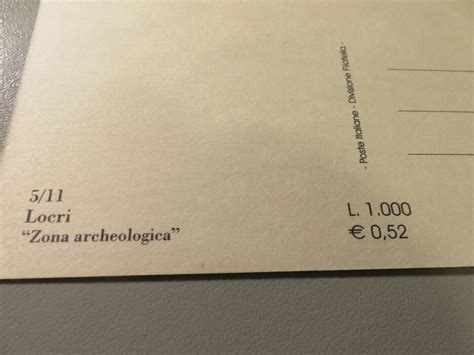 - Poste Italiane - Divisione Filatelia -
5/11
Locri
“Zona archeologica”
L. 1.000
€ 0,52